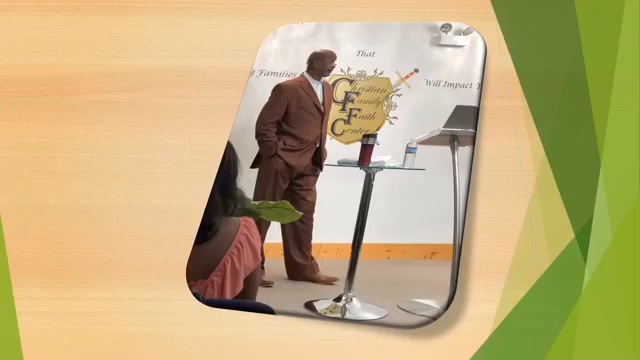 That
g Families
Will Impact T
Christian
Family
Faith
Center